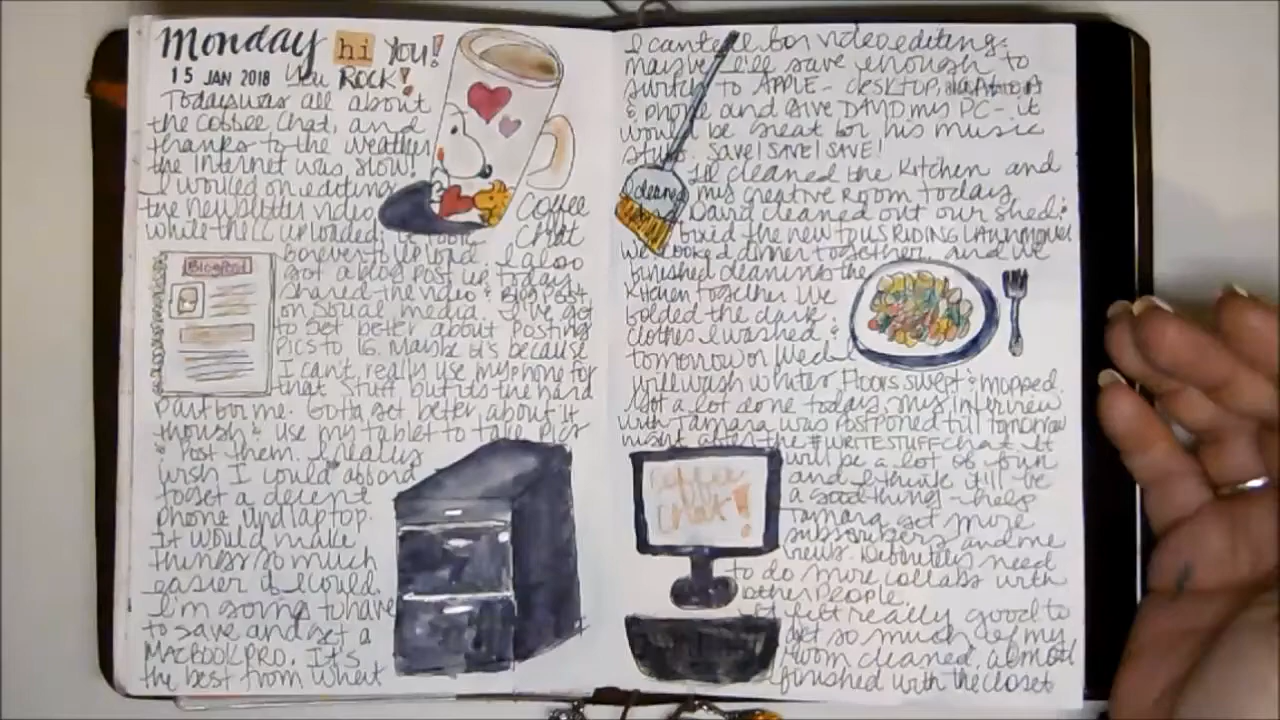 Monday hi You!
15 JAN 2018 You ROCK!
Today was all about
the coffee chat, and
thanks to the weather
the internet was slow!
I worked on editing
the newsletter video
while the CC uploaded. It took
Coffee
Chat
forever to upload. I also
Blog Post
got a blog post up today
shared the video & Blog Post
on social media. I've got
to get better about posting
pics to IG. Maybe it's because
I can't really use my phone for
that stuff but it's the hard
part for me. Gotta get better about it
though & use my tablet to take pics
& Post them. I really
wish I could afford
to get a decent
phone and laptop.
It would make
things so much
easier if I could.
I'm going to have
to save and get a
MACBOOK PRO. It's
the best from what
I can tell for video editing.
maybe I'll save enough to
switch to APPLE - DESKTOP,
& phone and give DAVID my PC - it
would be great for his music
stuff. SAVE! SAVE! SAVE!
I cleaned the Kitchen and
I cleaned
my creative Room today
David cleaned out our shed &
fixed the new to us RIDING LAWNMOWER
We cooked dinner together and we
finished cleaning the
Kitchen together. We
folded the dark
clothes I washed &
tomorrow or Wed I
will wash whites. Floors swept & mopped.
Got a lot done today. My interview
with Tamara was postponed till tomorrow
night after the #WRITESTUFF chat. It
will be a lot of fun
coffee
chat!
and I think it'll be
a good thing - help
Tamara get more
subscribers and me
views. Definitely need
to do more collabs with
other people.
It felt really good to
get so much of my
room cleaned, almost
finished with the closet